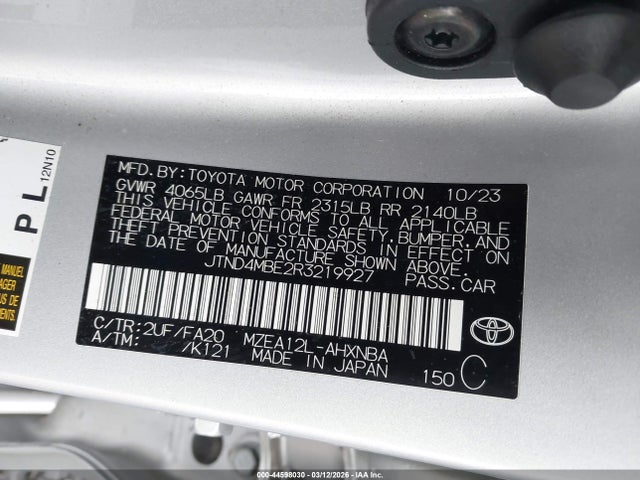 MFD. BY: TOYOTA MOTOR CORPORATION 10/23
GVWR 4065LB GAWR FR 2315LB RR 2140LB
THIS VEHICLE CONFORMS TO ALL APPLICABLE
FEDERAL MOTOR VEHICLE SAFETY, BUMPER, AND
THEFT PREVENTION STANDARDS IN EFFECT ON
THE DATE OF MANUFACTURE SHOWN ABOVE.
JTND4MBE2R3219927 PASS.CAR
C/TR: 2UF/FA20 MZEA12L-AHXNBA
A/TM: /K121 MADE IN JAPAN
150 C
PL
12N10
MANUEL
000-44598030 - 03/12/2026 - IAA Inc.